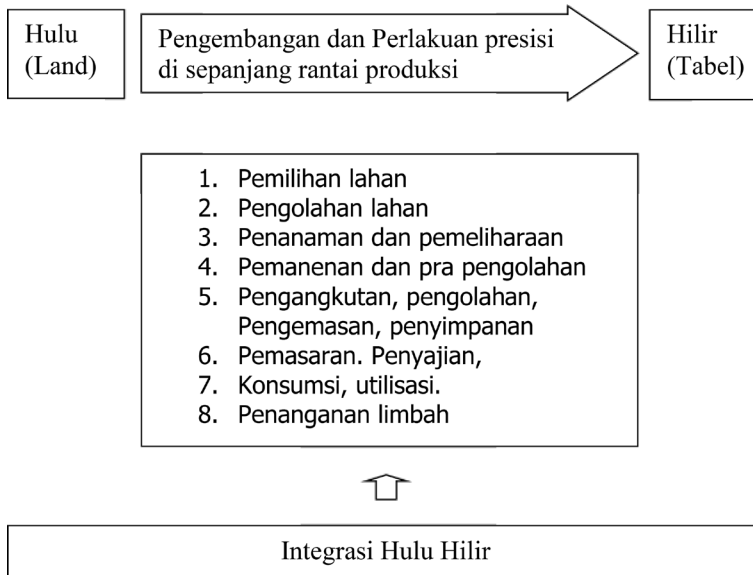 Hulu
(Land)
Pengembangan dan Perlakuan presisi
di sepanjang rantai produksi
Hilir
(Tabel)
1. Pemilihan lahan
2. Pengolahan lahan
3. Penanaman dan pemeliharaan
4. Pemanenan dan pra pengolahan
5. Pengangkutan, pengolahan,
Pengemasan, penyimpanan
6. Pemasaran. Penyajian,
7. Konsumsi, utilisasi.
8. Penanganan limbah
Integrasi Hulu Hilir